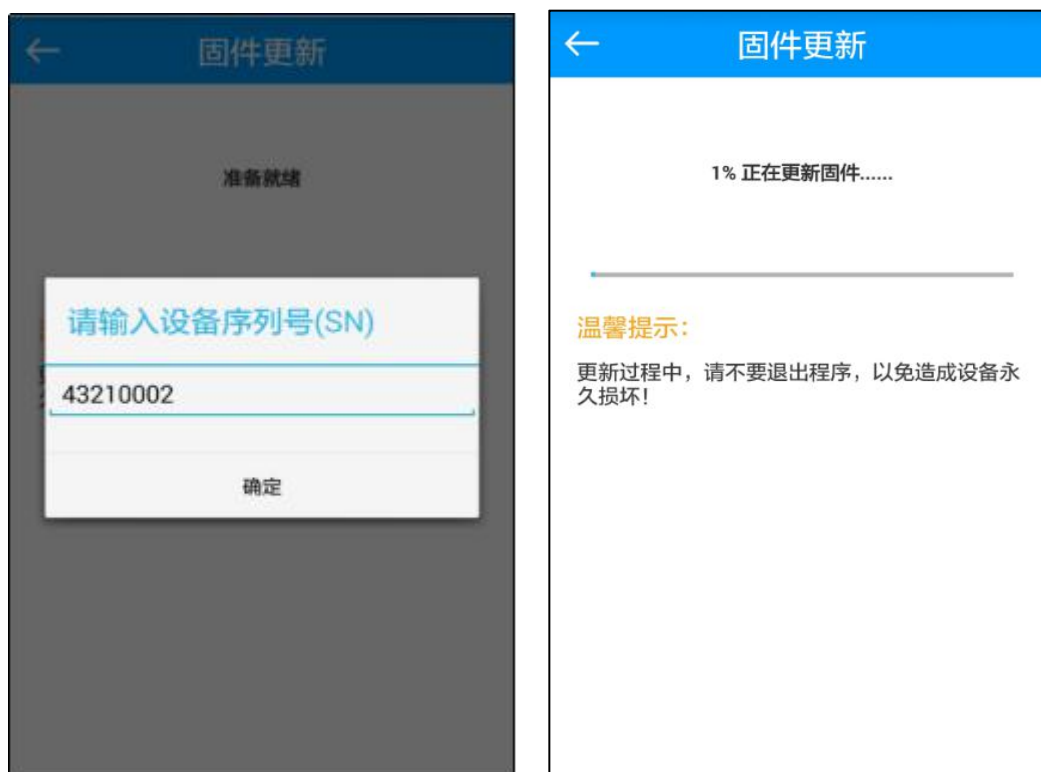 固件更新
准备就绪
请输入设备序列号(SN)
43210002
确定
固件更新
1% 正在更新固件......
温馨提示：
更新过程中，请不要退出程序，以免造成设备永
久损坏！